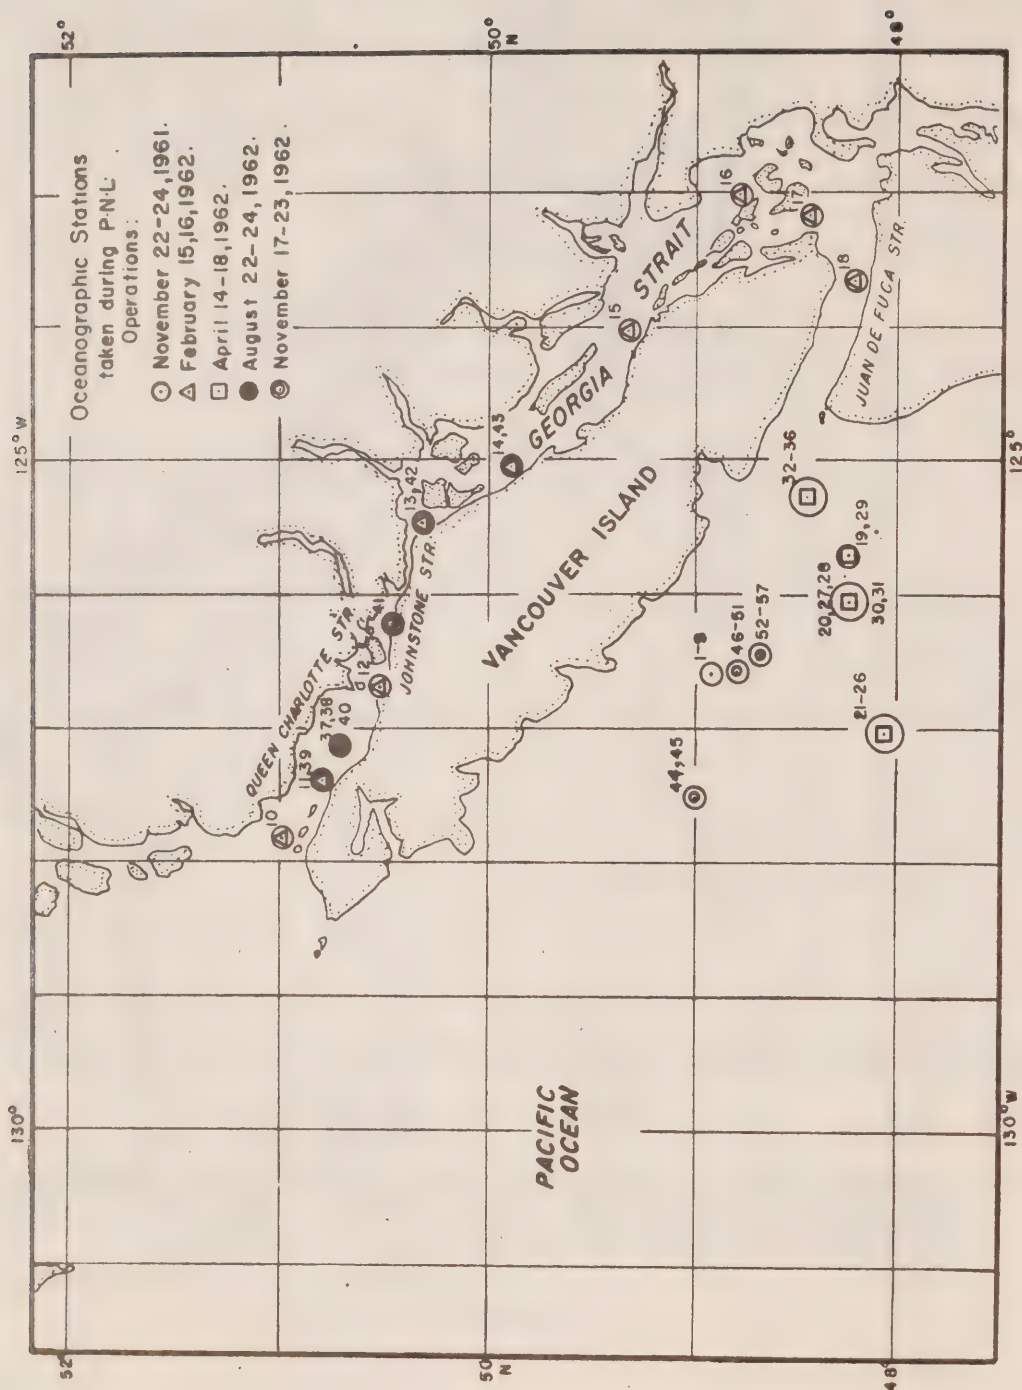 Oceanographic Stations
taken during P·N·L·
Operations :
November 22-24,1961.
February 15,16,1962.
April 14-18,1962.
August 22-24,1962.
November 17-23,1962.
52°
50°
N
48°
125° W
130°
52°
50°
N
48°
125°
130° W
QUEEN CHARLOTTE STR.
JOHNSTONE STR.
GEORGIA STRAIT
VANCOUVER ISLAND
JUAN DE FUCA STR.
PACIFIC
OCEAN
10
11,39
37,38
40
12
41
13,42
14,43
15
16
17
18
32-36
19,29
20,27,28
30,31
21-26
46-51
52-57
44,45